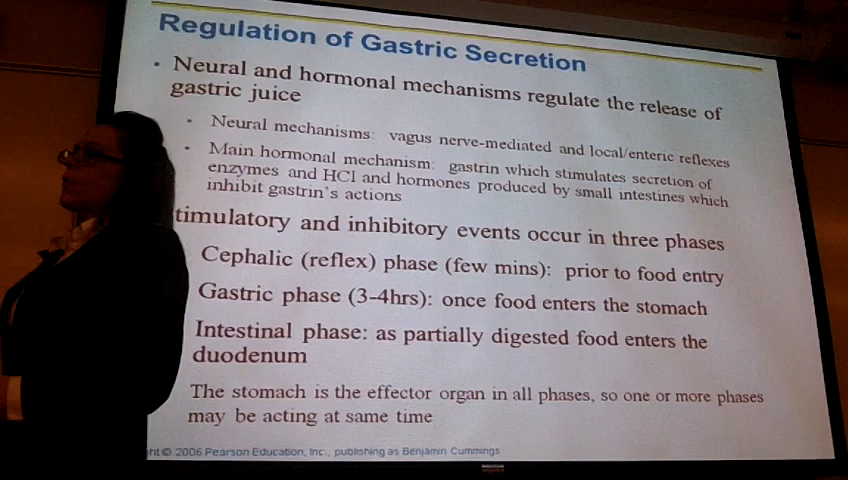 Regulation of Gastric Secretion
• Neural and hormonal mechanisms regulate the release of
gastric juice
• Neural mechanisms: vagus nerve-mediated and local/enteric reflexes
• Main hormonal mechanism: gastrin which stimulates secretion of
enzymes and HCl and hormones produced by small intestines which
inhibit gastrin's actions
timulatory and inhibitory events occur in three phases
Cephalic (reflex) phase (few mins): prior to food entry
Gastric phase (3-4hrs): once food enters the stomach
Intestinal phase: as partially digested food enters the
duodenum
The stomach is the effector organ in all phases, so one or more phases
may be acting at same time
ht © 2006 Pearson Education, Inc., publishing as Benjamin Cummings